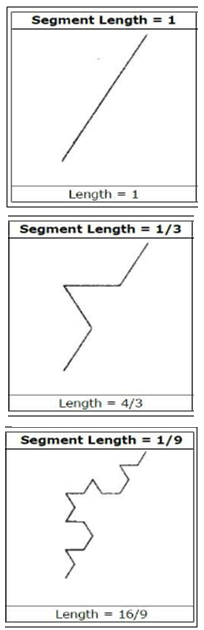 Segment Length = 1
Length = 1
Segment Length = 1/3
Length = 4/3
Segment Length = 1/9
Length = 16/9